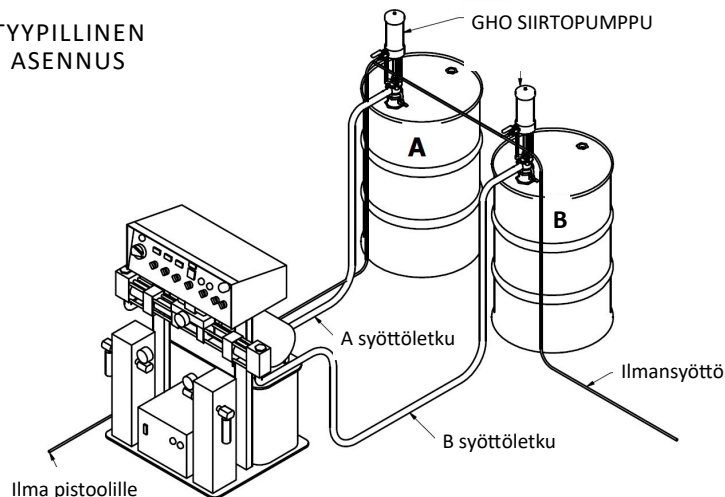 TYYPILLINEN
ASENNUS
GHO SIIRTOPUMPPU
A
B
A syöttöletku
Ilmansyöttö
B syöttöletku
Ilma pistoolille